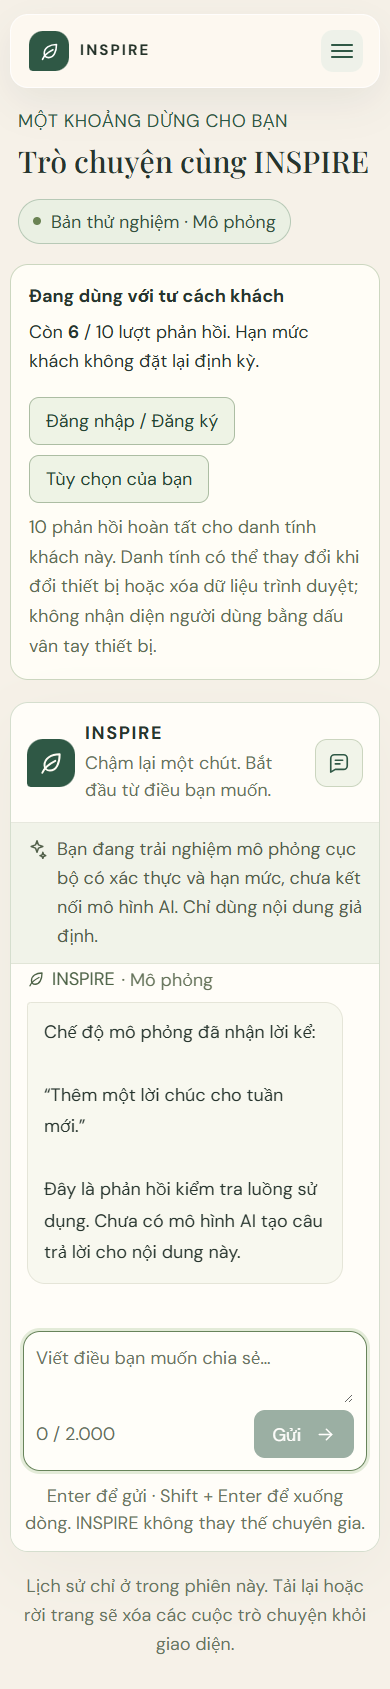 INSPIRE
MỘT KHOẢNG DỪNG CHO BẠN
Trò chuyện cùng INSPIRE
Bản thử nghiệm · Mô phỏng
Đang dùng với tư cách khách
Còn 6 / 10 lượt phản hồi. Hạn mức
khách không đặt lại định kỳ.
Đăng nhập / Đăng ký
Tùy chọn của bạn
10 phản hồi hoàn tất cho danh tính
khách này. Danh tính có thể thay đổi khi
đổi thiết bị hoặc xóa dữ liệu trình duyệt;
không nhận diện người dùng bằng dấu
vân tay thiết bị.
INSPIRE
Chậm lại một chút. Bắt
đầu từ điều bạn muốn.
Bạn đang trải nghiệm mô phỏng cục
bộ có xác thực và hạn mức, chưa kết
nối mô hình AI. Chỉ dùng nội dung giả
định.
INSPIRE · Mô phỏng
Chế độ mô phỏng đã nhận lời kể:
“Thêm một lời chúc cho tuần
mới.”
Đây là phản hồi kiểm tra luồng sử
dụng. Chưa có mô hình AI tạo câu
trả lời cho nội dung này.
Viết điều bạn muốn chia sẻ...
0 / 2.000
Gửi →
Enter để gửi · Shift + Enter để xuống
dòng. INSPIRE không thay thế chuyên gia.
Lịch sử chỉ ở trong phiên này. Tải lại hoặc
rời trang sẽ xóa các cuộc trò chuyện khỏi
giao diện.